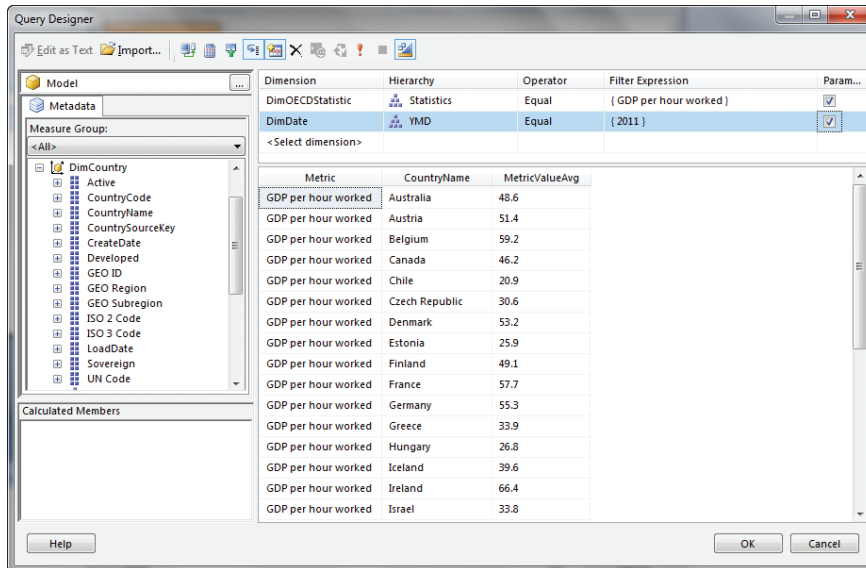 Query Designer
Edit as Text Import...
Model ...
Metadata
Measure Group:
<All>
DimCountry
Active
CountryCode
CountryName
CountrySourceKey
CreateDate
Developed
GEO ID
GEO Region
GEO Subregion
ISO 2 Code
ISO 3 Code
LoadDate
Sovereign
UN Code
Calculated Members
Dimension Hierarchy Operator Filter Expression Param...
DimOECDStatistic Statistics Equal { GDP per hour worked }
DimDate YMD Equal { 2011 }
<Select dimension>
Metric CountryName MetricValueAvg
GDP per hour worked Australia 48.6
GDP per hour worked Austria 51.4
GDP per hour worked Belgium 59.2
GDP per hour worked Canada 46.2
GDP per hour worked Chile 20.9
GDP per hour worked Czech Republic 30.6
GDP per hour worked Denmark 53.2
GDP per hour worked Estonia 25.9
GDP per hour worked Finland 49.1
GDP per hour worked France 57.7
GDP per hour worked Germany 55.3
GDP per hour worked Greece 33.9
GDP per hour worked Hungary 26.8
GDP per hour worked Iceland 39.6
GDP per hour worked Ireland 66.4
GDP per hour worked Israel 33.8
Help OK Cancel